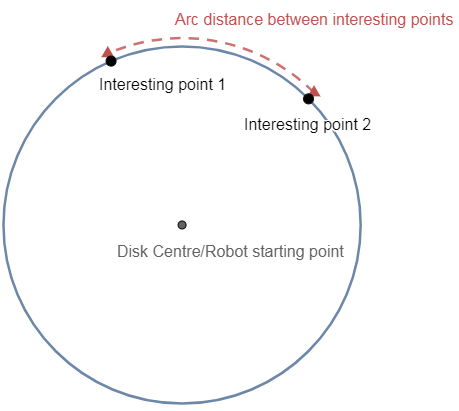 Arc distance between interesting points
Interesting point 1
Interesting point 2
Disk Centre/Robot starting point